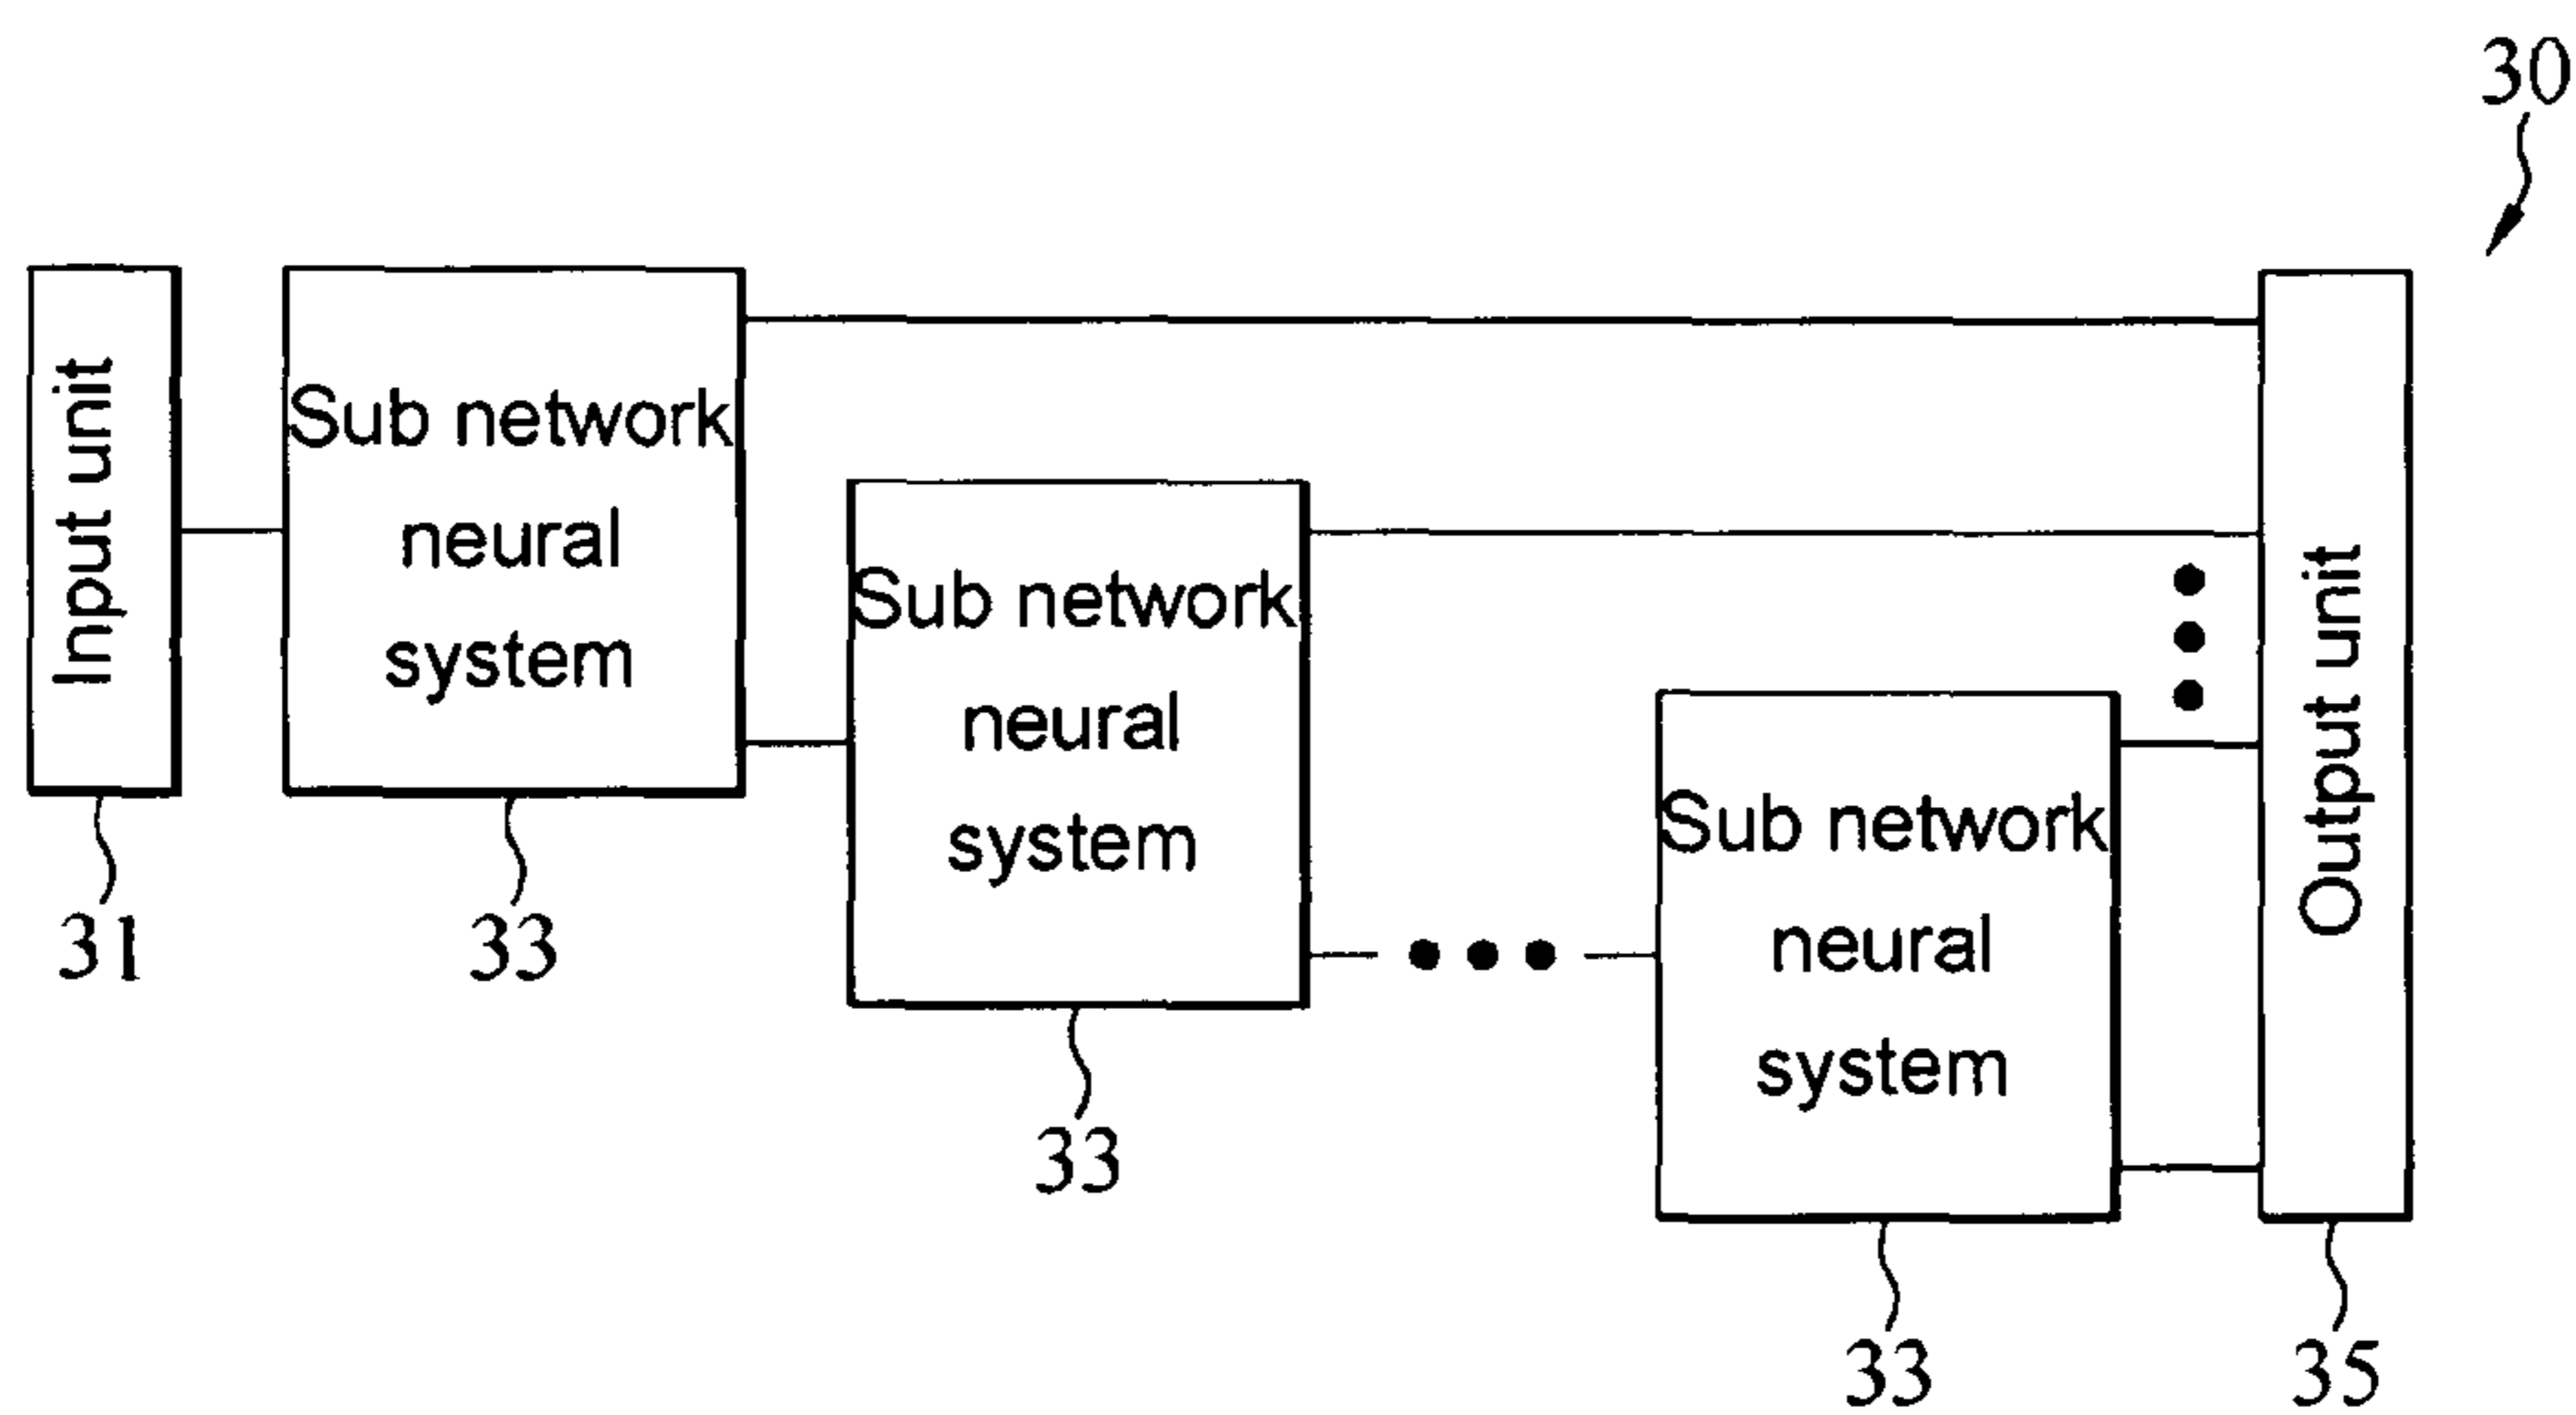 30
Input unit
Sub network
neural
system
Sub network
neural
system
Sub network
neural
system
Output unit
31
33
33
33
35